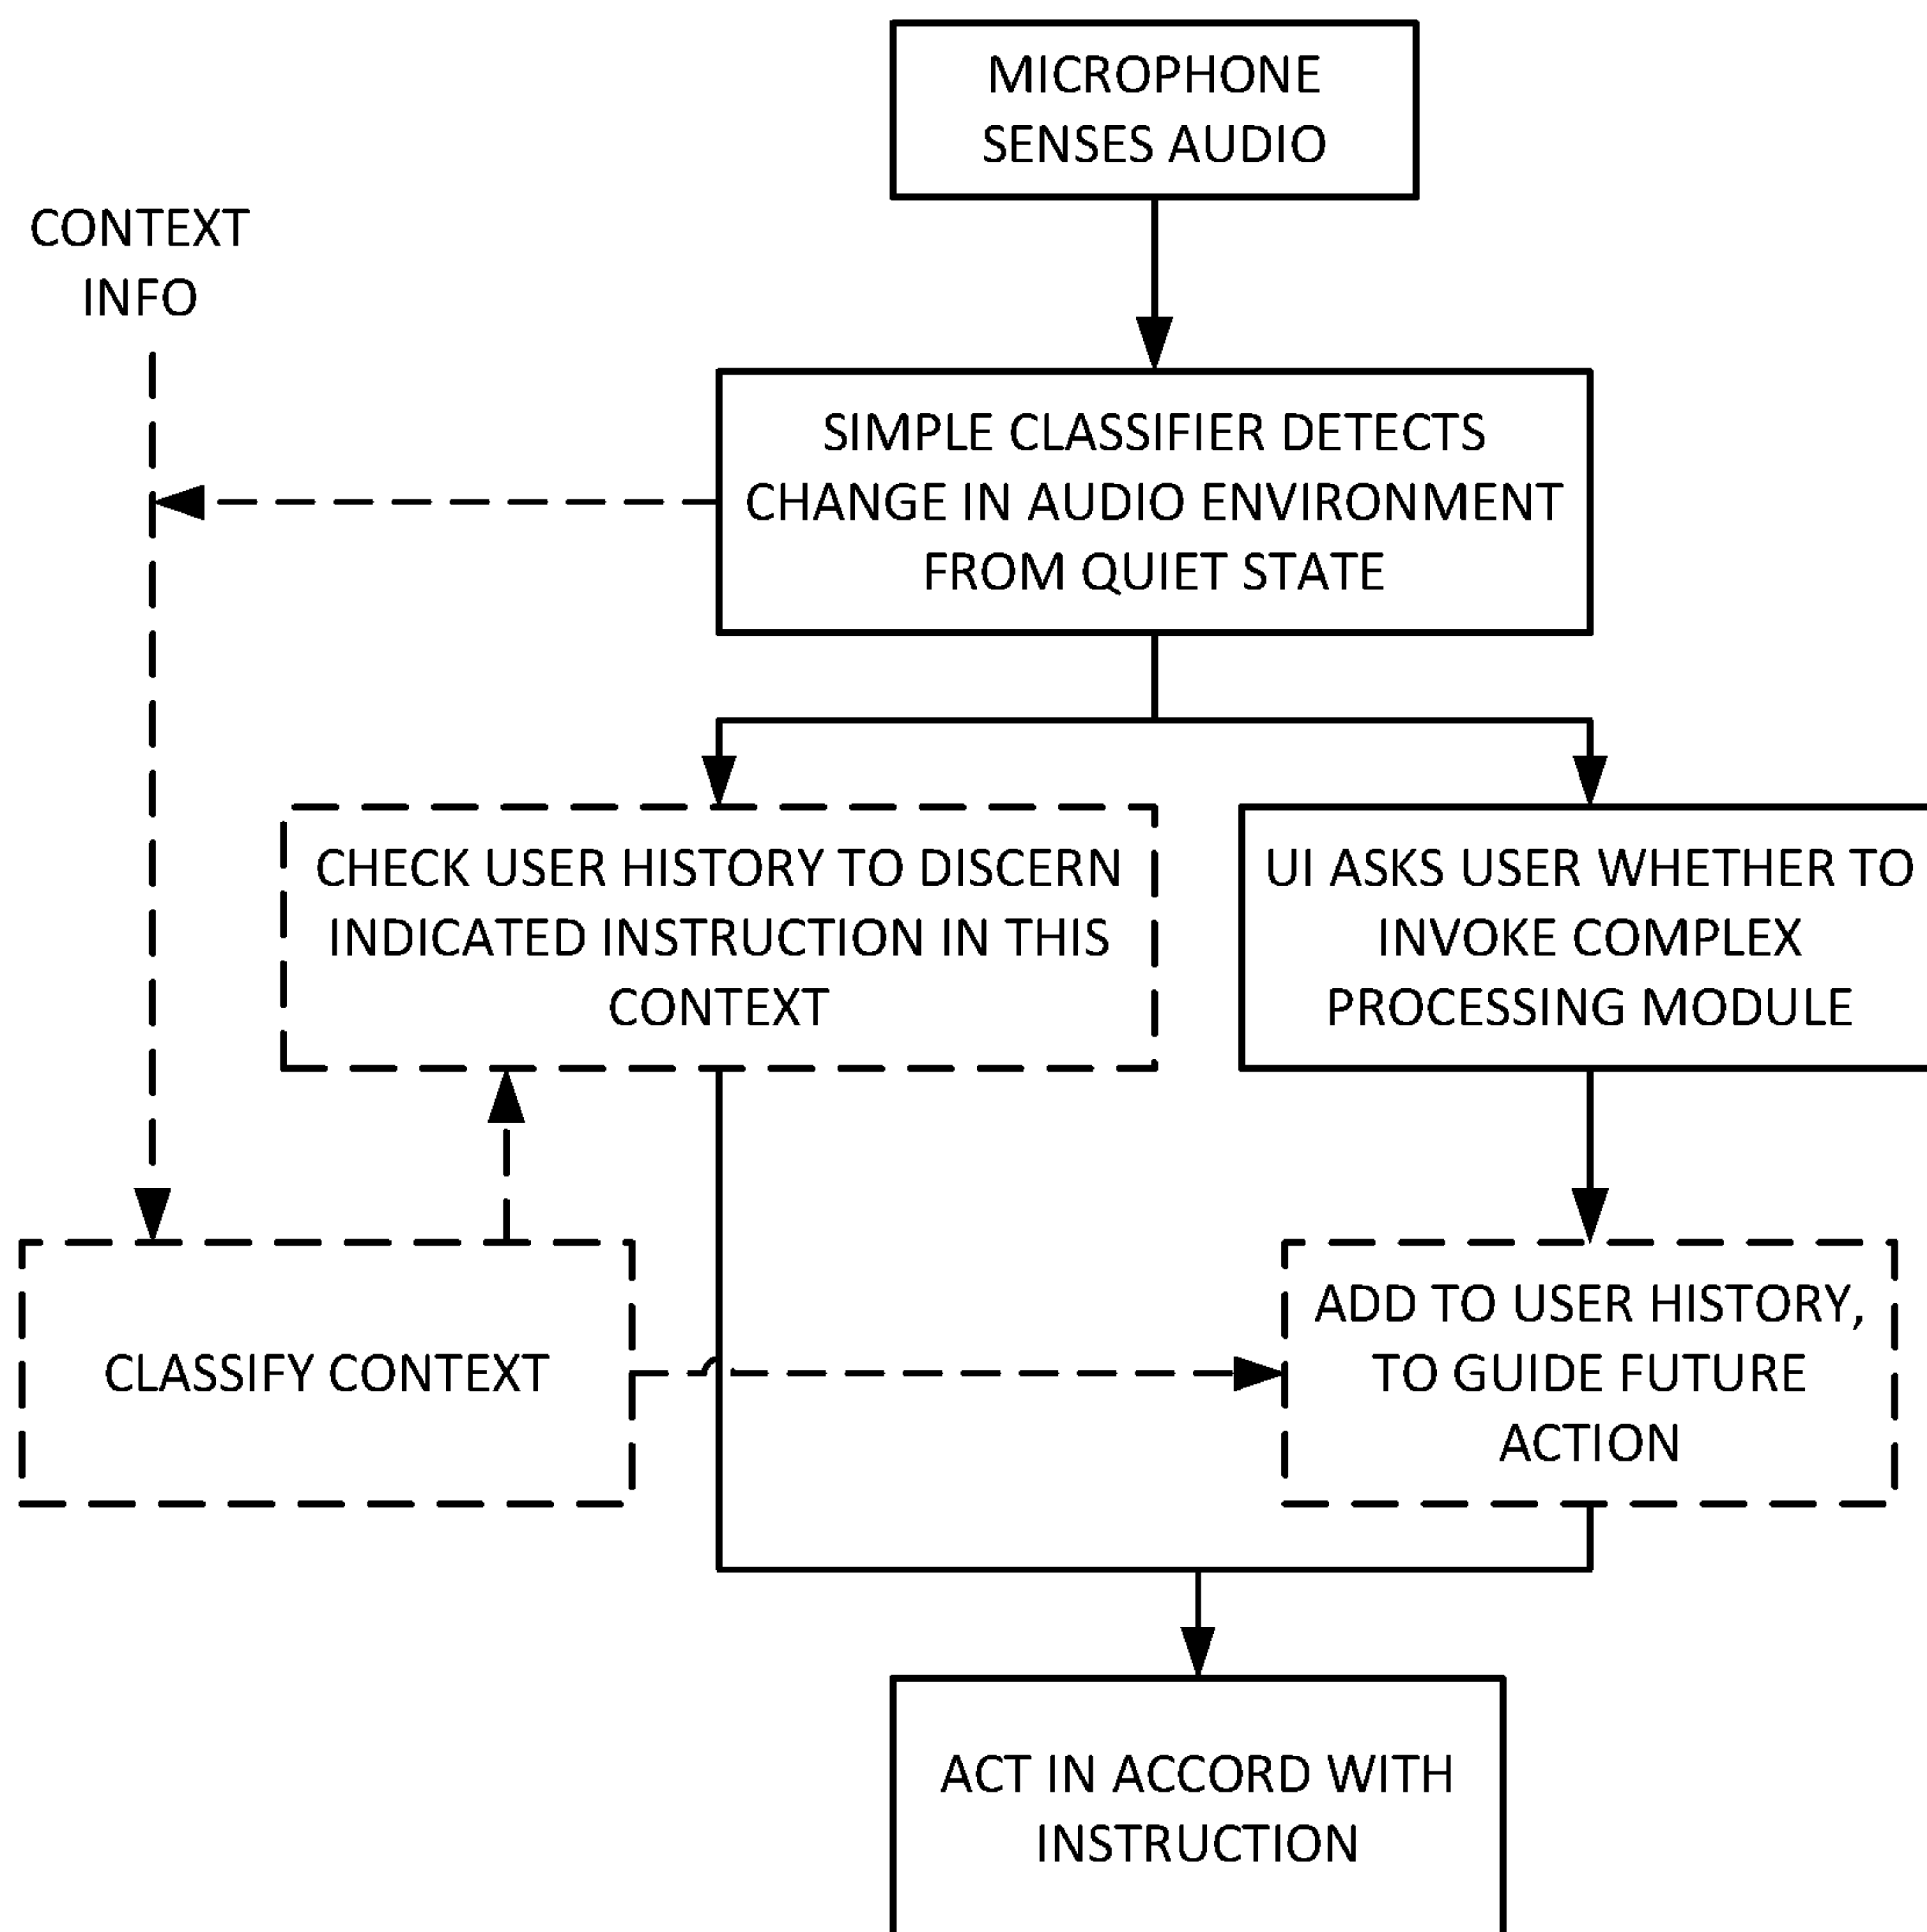 MICROPHONE
SENSES AUDIO
CONTEXT
INFO
SIMPLE CLASSIFIER DETECTS
CHANGE IN AUDIO ENVIRONMENT
FROM QUIET STATE
CHECK USER HISTORY TO DISCERN
INDICATED INSTRUCTION IN THIS
CONTEXT
UI ASKS USER WHETHER TO
INVOKE COMPLEX
PROCESSING MODULE
CLASSIFY CONTEXT
ADD TO USER HISTORY,
TO GUIDE FUTURE
ACTION
ACT IN ACCORD WITH
INSTRUCTION